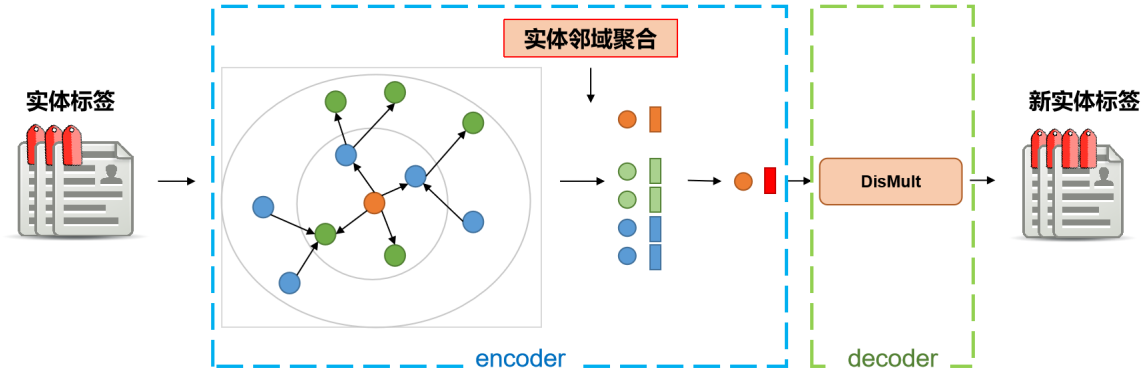 实体标签
实体邻域聚合
encoder
DisMult
decoder
新实体标签